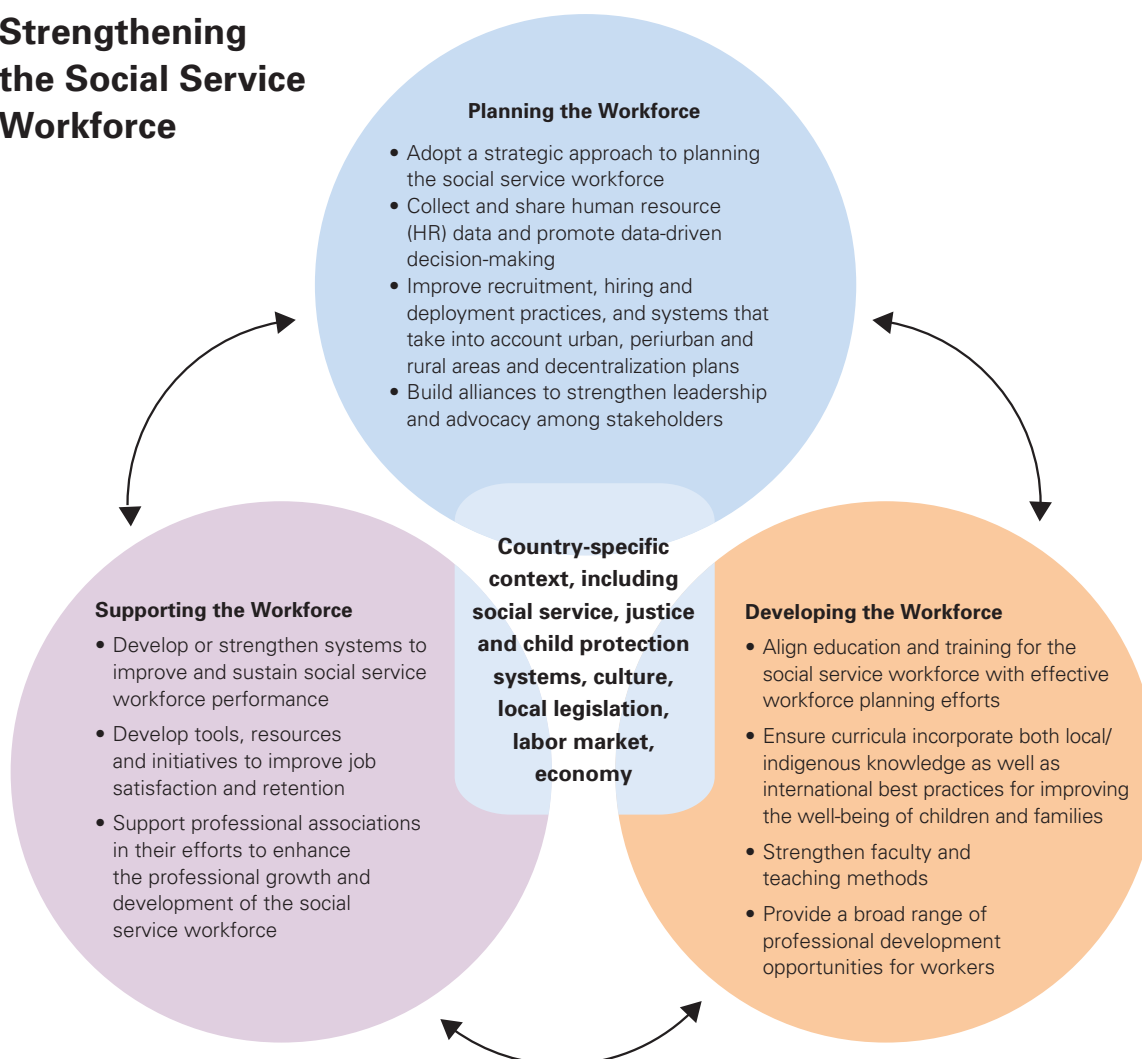 Strengthening
the Social Service
Workforce
Planning the Workforce
• Adopt a strategic approach to planning
the social service workforce
• Collect and share human resource
(HR) data and promote data-driven
decision-making
• Improve recruitment, hiring and
deployment practices, and systems that
take into account urban, periurban and
rural areas and decentralization plans
• Build alliances to strengthen leadership
and advocacy among stakeholders
Country-specific
context, including
social service, justice
and child protection
systems, culture,
local legislation,
labor market,
economy
Supporting the Workforce
• Develop or strengthen systems to
improve and sustain social service
workforce performance
• Develop tools, resources
and initiatives to improve job
satisfaction and retention
• Support professional associations
in their efforts to enhance
the professional growth and
development of the social
service workforce
Developing the Workforce
• Align education and training for the
social service workforce with effective
workforce planning efforts
• Ensure curricula incorporate both local/
indigenous knowledge as well as
international best practices for improving
the well-being of children and families
• Strengthen faculty and
teaching methods
• Provide a broad range of
professional development
opportunities for workers